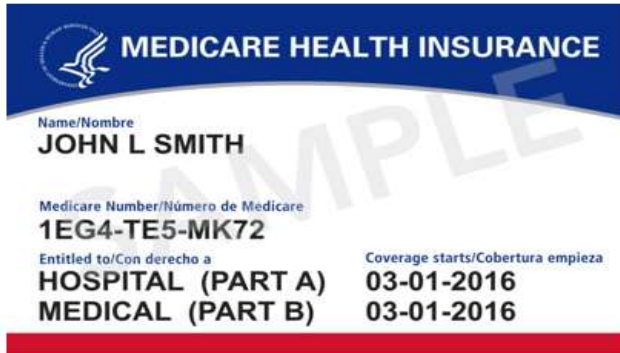 MEDICARE HEALTH INSURANCE
SAMPLE
Name/Nombre
JOHN L SMITH
Medicare Number/Número de Medicare
1EG4-TE5-MK72
Entitled to/Con derecho a
Coverage starts/Cobertura empieza
HOSPITAL (PART A) 03-01-2016
MEDICAL (PART B) 03-01-2016